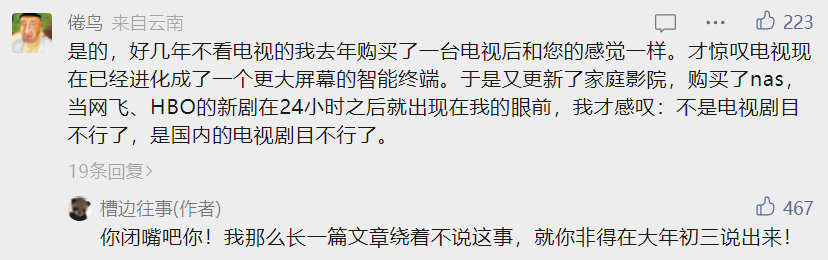 倦鸟 来自云南 223
是的，好几年不看电视的我去年购买了一台电视后和您的感觉一样。才惊叹电视现
在已经进化成了一个更大屏幕的智能终端。于是又更新了家庭影院，购买了nas，
当网飞、HBO的新剧在24小时之后就出现在我的眼前，我才感叹：不是电视剧目
不行了，是国内的电视剧目不行了。
19条回复>
槽边往事(作者) 467
你闭嘴吧你！我那么长一篇文章绕着不说这事，就你非得在大年初三说出来！